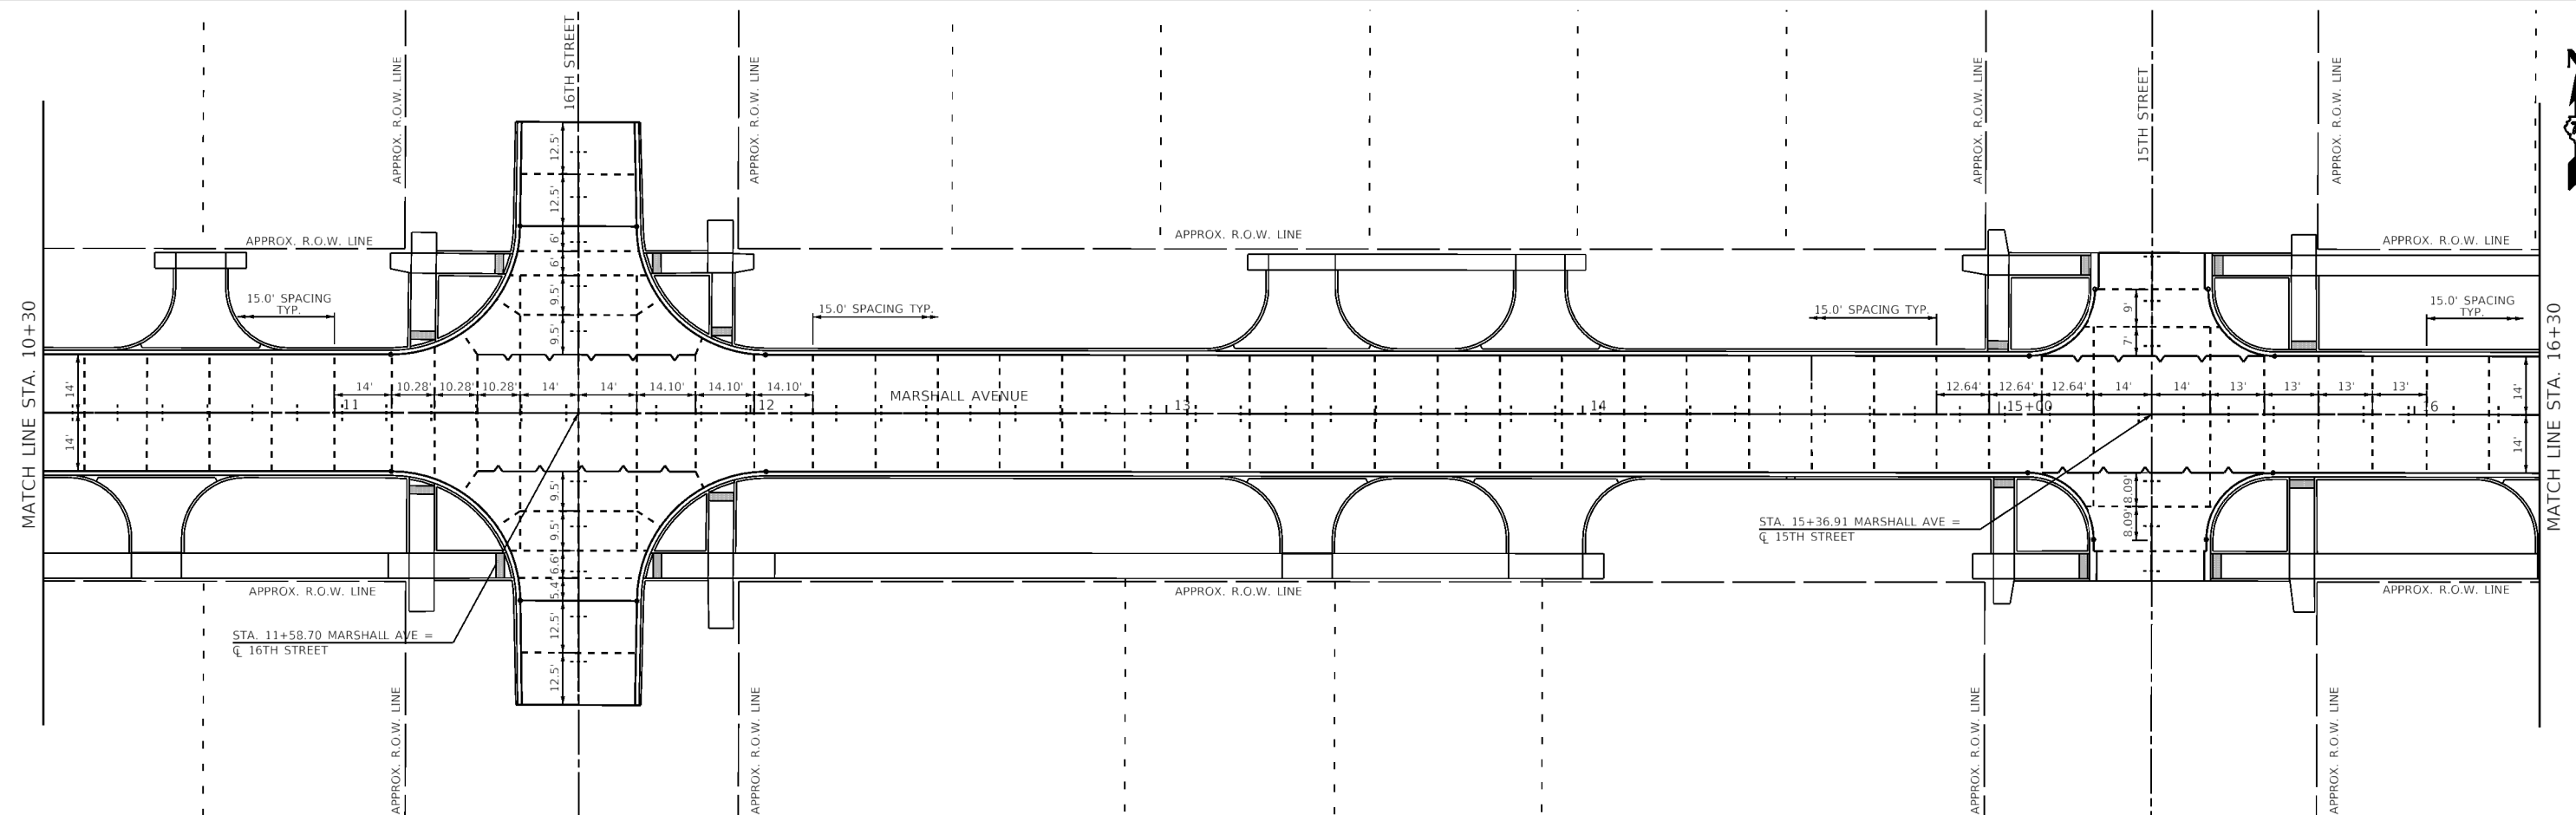 16TH STREET
15TH STREET
N
APPROX. R.O.W. LINE
APPROX. R.O.W. LINE
APPROX. R.O.W. LINE
APPROX. R.O.W. LINE
12.5'
12.5'
6'
6'
9.5'
9.5'
APPROX. R.O.W. LINE
APPROX. R.O.W. LINE
APPROX. R.O.W. LINE
15.0' SPACING
TYP.
15.0' SPACING TYP.
15.0' SPACING TYP.
15.0' SPACING
TYP.
9'
7'
MATCH LINE STA. 10+30
MATCH LINE STA. 16+30
14'
14'
14'
10.28'
10.28'
10.28'
14'
14'
14.10'
14.10'
14.10'
MARSHALL AVENUE
12.64'
12.64'
12.64'
14'
14'
13'
13'
13'
13'
14'
14'
11
12
13
14
15+00
16
9.5'
9.5'
6.6'
5.4'
12.5'
12.5'
8.09'
8.09'
STA. 15+36.91 MARSHALL AVE =
℄ 15TH STREET
APPROX. R.O.W. LINE
APPROX. R.O.W. LINE
APPROX. R.O.W. LINE
STA. 11+58.70 MARSHALL AVE =
℄ 16TH STREET
APPROX. R.O.W. LINE
APPROX. R.O.W. LINE
APPROX. R.O.W. LINE
APPROX. R.O.W. LINE